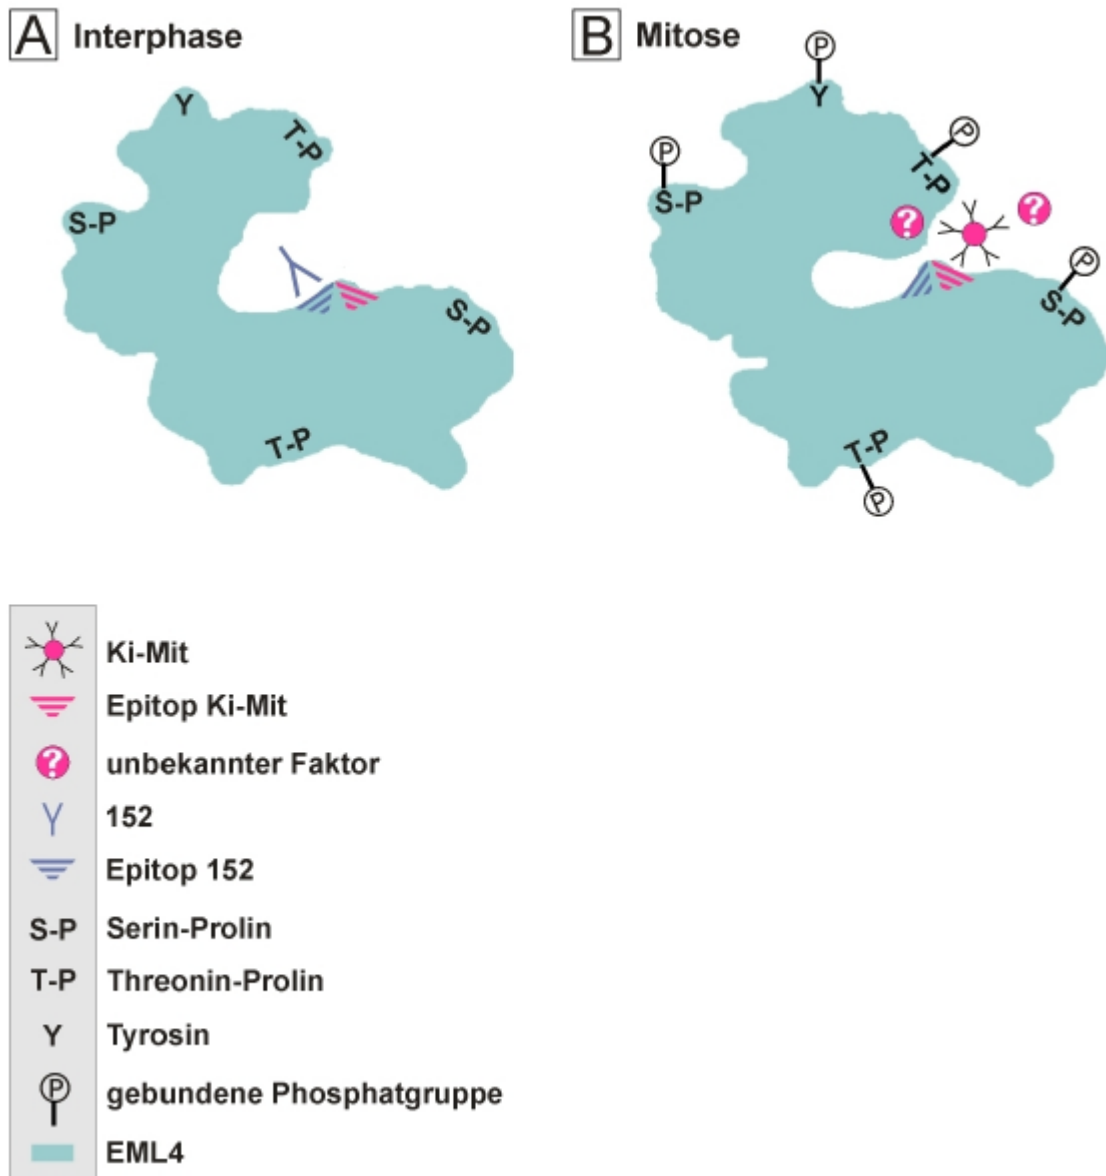 A Interphase
Y
T-P
S-P
S-P
T-P
B Mitose
P
Y
P
T-P
P
S-P
?
?
P
S-P
T-P
P
Ki-Mit
Epitop Ki-Mit
? unbekannter Faktor
152
Epitop 152
S-P Serin-Prolin
T-P Threonin-Prolin
Y Tyrosin
P gebundene Phosphatgruppe
EML4